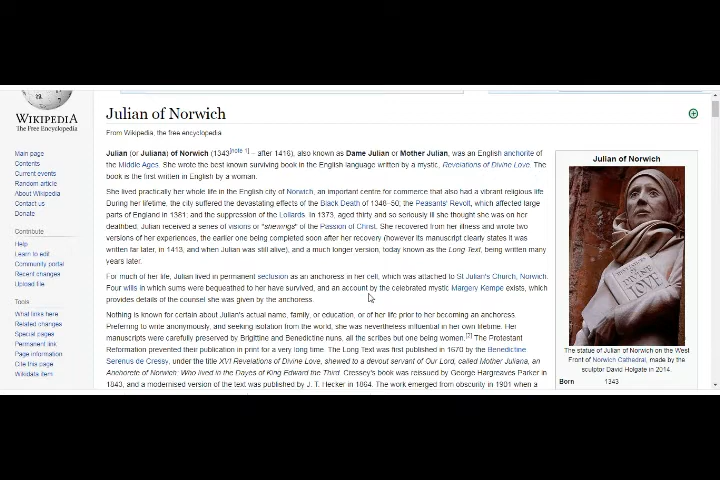 WIKIPEDIA
The Free Encyclopedia
Main page
Contents
Current events
Random article
About Wikipedia
Contact us
Donate
Contribute
Help
Learn to edit
Community portal
Recent changes
Upload file
Tools
What links here
Related changes
Special pages
Permanent link
Page information
Cite this page
Wikidata item
Julian of Norwich
From Wikipedia, the free encyclopedia
Julian (or Juliana) of Norwich (1343[note 1] – after 1416), also known as Dame Julian or Mother Julian, was an English anchorite of
the Middle Ages. She wrote the best known surviving book in the English language written by a mystic, Revelations of Divine Love. The
book is the first written in English by a woman.
She lived practically her whole life in the English city of Norwich, an important centre for commerce that also had a vibrant religious life
During her lifetime, the city suffered the devastating effects of the Black Death of 1348–50, the Peasants' Revolt, which affected large
parts of England in 1381, and the suppression of the Lollards. In 1373, aged thirty and so seriously ill she thought she was on her
deathbed, Julian received a series of visions or "shewings" of the Passion of Christ. She recovered from her illness and wrote two
versions of her experiences, the earlier one being completed soon after her recovery (however its manuscript clearly states it was
written far later, in 1413, and when Julian was still alive), and a much longer version, today known as the Long Text, being written many
years later.
For much of her life, Julian lived in permanent seclusion as an anchoress in her cell, which was attached to St Julian's Church, Norwich.
Four wills in which sums were bequeathed to her have survived, and an account by the celebrated mystic Margery Kempe exists, which
provides details of the counsel she was given by the anchoress.
Nothing is known for certain about Julian's actual name, family, or education, or of her life prior to her becoming an anchoress.
Preferring to write anonymously, and seeking isolation from the world, she was nevertheless influential in her own lifetime. Her
manuscripts were carefully preserved by Brigittine and Benedictine nuns, all the scribes but one being women.[2] The Protestant
Reformation prevented their publication in print for a very long time. The Long Text was first published in 1670 by the Benedictine
Serenus de Cressy, under the title XVI Revelations of Divine Love, shewed to a devout servant of Our Lord, called Mother Juliana, an
Anchorete of Norwich: Who lived in the Dayes of King Edward the Third. Cressey's book was reissued by George Hargreaves Parker in
1843, and a modernised version of the text was published by J. T. Hecker in 1864. The work emerged from obscurity in 1901 when a
Julian of Norwich
DIVINE
LOVE
The statue of Julian of Norwich on the West
Front of Norwich Cathedral, made by the
sculptor David Holgate in 2014.
Born 1343